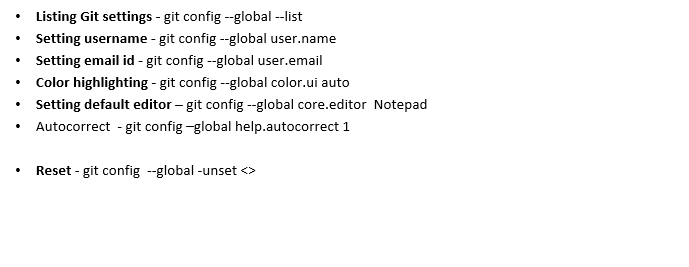 • Listing Git settings - git config --global --list
• Setting username - git config --global user.name
• Setting email id - git config --global user.email
• Color highlighting - git config --global color.ui auto
• Setting default editor – git config --global core.editor  Notepad
• Autocorrect  - git config –global help.autocorrect 1
• Reset - git config  --global -unset <>